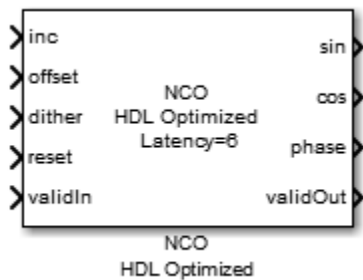 inc
offset
dither
reset
validIn
NCO
HDL Optimized
Latency=6
sin
cos
phase
validOut
NCO
HDL Optimized